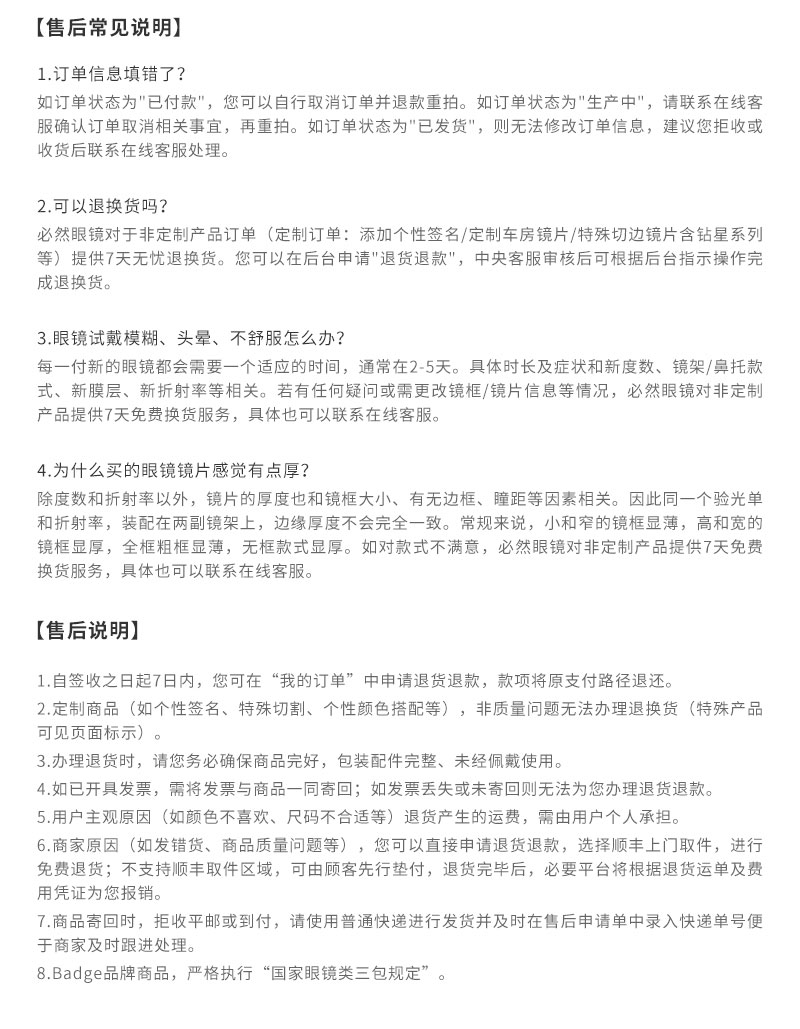 【售后常见说明】
1.订单信息填错了？
如订单状态为"已付款"，您可以自行取消订单并退款重拍。如订单状态为"生产中"，请联系在线客
服确认订单取消相关事宜，再重拍。如订单状态为"已发货"，则无法修改订单信息，建议您拒收或
收货后联系在线客服处理。
2.可以退换货吗？
必然眼镜对于非定制产品订单（定制订单：添加个性签名/定制车房镜片/特殊切边镜片含钻星系列
等）提供7天无忧退换货。您可以在后台申请"退货退款"，中央客服审核后可根据后台指示操作完
成退换货。
3.眼镜试戴模糊、头晕、不舒服怎么办？
每一付新的眼镜都会需要一个适应的时间，通常在2-5天。具体时长及症状和新度数、镜架/鼻托款
式、新膜层、新折射率等相关。若有任何疑问或需更改镜框/镜片信息等情况，必然眼镜对非定制
产品提供7天免费换货服务，具体也可以联系在线客服。
4.为什么买的眼镜镜片感觉有点厚？
除度数和折射率以外，镜片的厚度也和镜框大小、有无边框、瞳距等因素相关。因此同一个验光单
和折射率，装配在两副镜架上，边缘厚度不会完全一致。常规来说，小和窄的镜框显薄，高和宽的
镜框显厚，全框粗框显薄，无框款式显厚。如对款式不满意，必然眼镜对非定制产品提供7天免费
换货服务，具体也可以联系在线客服。
【售后说明】
1.自签收之日起7日内，您可在“我的订单”中申请退货退款，款项将原支付路径退还。
2.定制商品（如个性签名、特殊切割、个性颜色搭配等），非质量问题无法办理退换货（特殊产品
可见页面标示）。
3.办理退货时，请您务必确保商品完好，包装配件完整、未经佩戴使用。
4.如已开具发票，需将发票与商品一同寄回；如发票丢失或未寄回则无法为您办理退货退款。
5.用户主观原因（如颜色不喜欢、尺码不合适等）退货产生的运费，需由用户个人承担。
6.商家原因（如发错货、商品质量问题等），您可以直接申请退货退款，选择顺丰上门取件，进行
免费退货；不支持顺丰取件区域，可由顾客先行垫付，退货完毕后，必要平台将根据退货运单及费
用凭证为您报销。
7.商品寄回时，拒收平邮或到付，请使用普通快递进行发货并及时在售后申请单中录入快递单号便
于商家及时跟进处理。
8.Badge品牌商品，严格执行“国家眼镜类三包规定”。